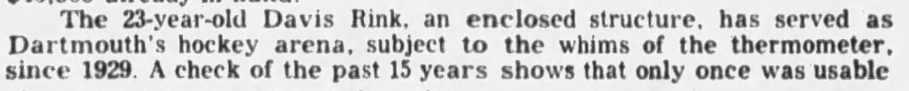 The 23-year-old Davis Rink, an enclosed structure, has served as
Dartmouth's hockey arena, subject to the whims of the thermometer,
since 1929. A check of the past 15 years shows that only once was usable